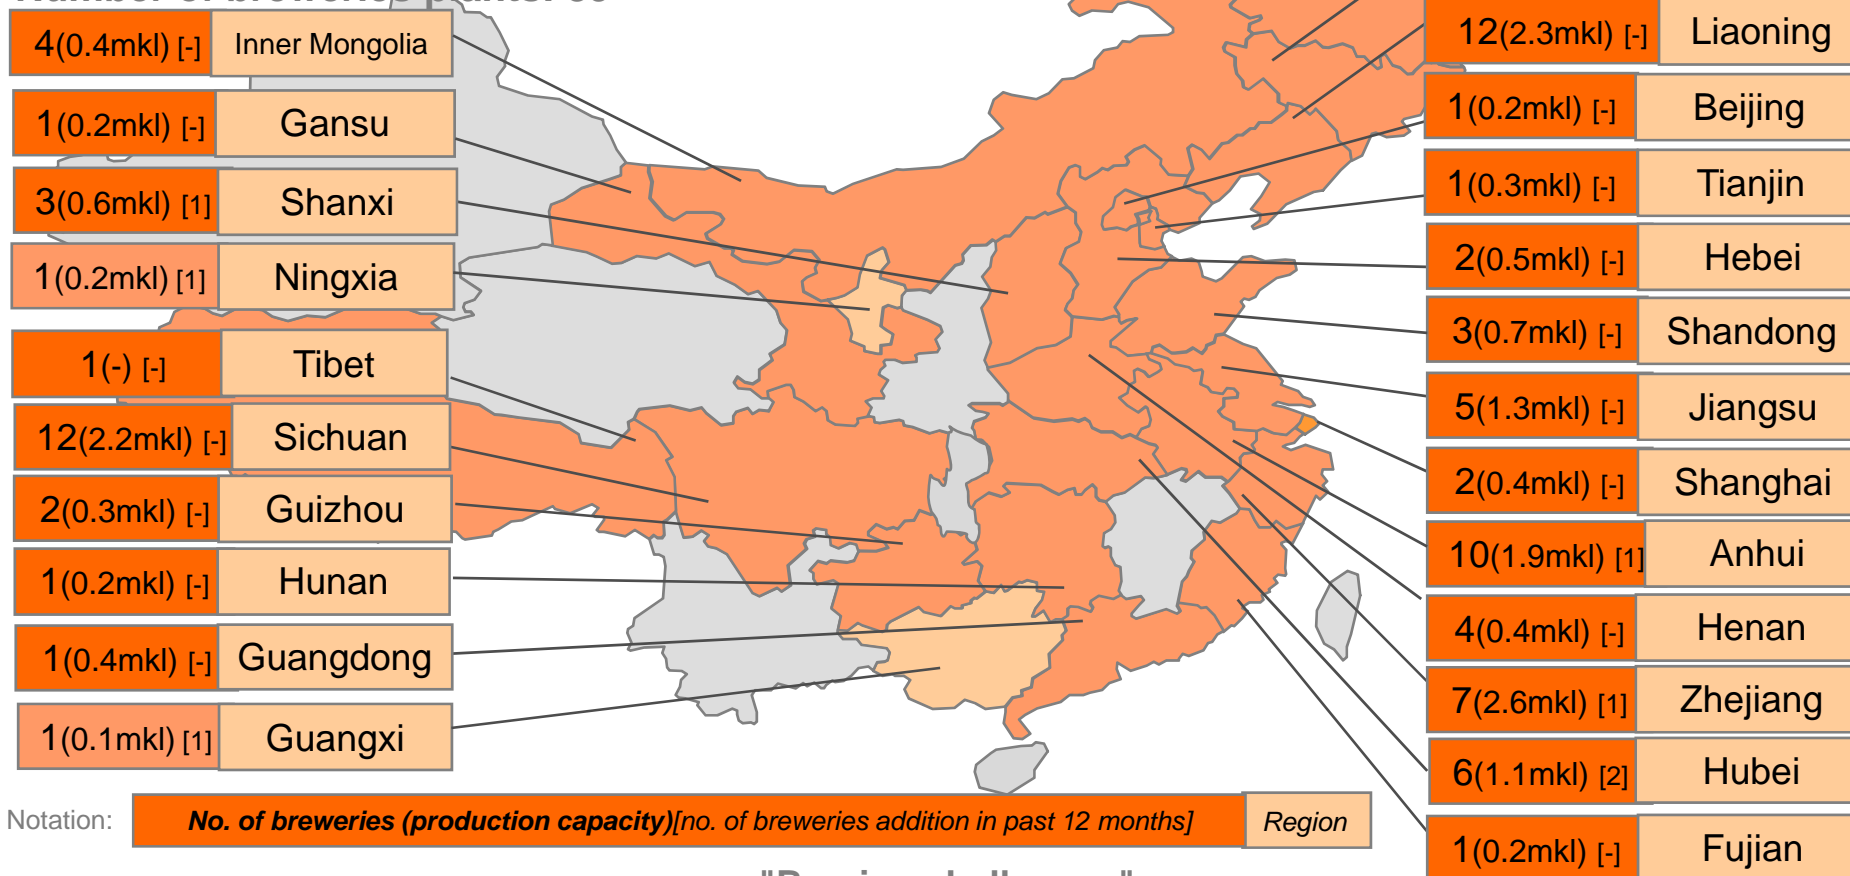 4(0.4mkl) [-] Inner Mongolia
1(0.2mkl) [-] Gansu
3(0.6mkl) [1] Shanxi
1(0.2mkl) [1] Ningxia
1(-) [-] Tibet
12(2.2mkl) [-] Sichuan
2(0.3mkl) [-] Guizhou
1(0.2mkl) [-] Hunan
1(0.4mkl) [-] Guangdong
1(0.1mkl) [1] Guangxi
12(2.3mkl) [-] Liaoning
1(0.2mkl) [-] Beijing
1(0.3mkl) [-] Tianjin
2(0.5mkl) [-] Hebei
3(0.7mkl) [-] Shandong
5(1.3mkl) [-] Jiangsu
2(0.4mkl) [-] Shanghai
10(1.9mkl) [1] Anhui
4(0.4mkl) [-] Henan
7(2.6mkl) [1] Zhejiang
6(1.1mkl) [2] Hubei
1(0.2mkl) [-] Fujian
Notation: No. of breweries (production capacity)[no. of breweries addition in past 12 months] Region